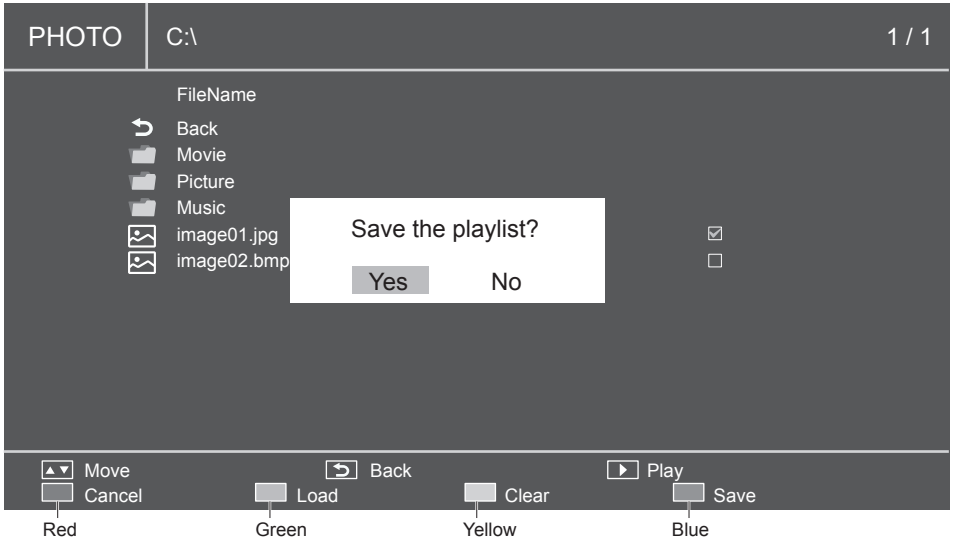 PHOTO C:\ 1 / 1
FileName
Back
Movie
Picture
Music
image01.jpg
image02.bmp
Save the playlist?
Yes No
Move Back Play
Cancel Load Clear Save
Red Green Yellow Blue